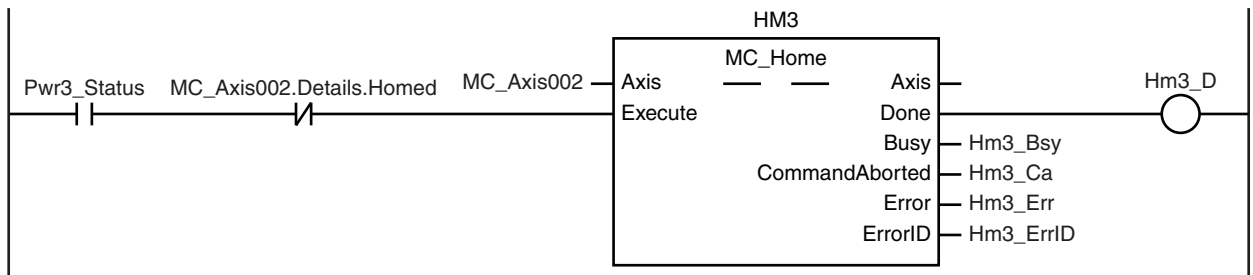 HM3
MC_Home
Pwr3_Status MC_Axis002.Details.Homed MC_Axis002 Axis Axis Hm3_D
Execute Done
Busy Hm3_Bsy
CommandAborted Hm3_Ca
Error Hm3_Err
ErrorID Hm3_ErrID